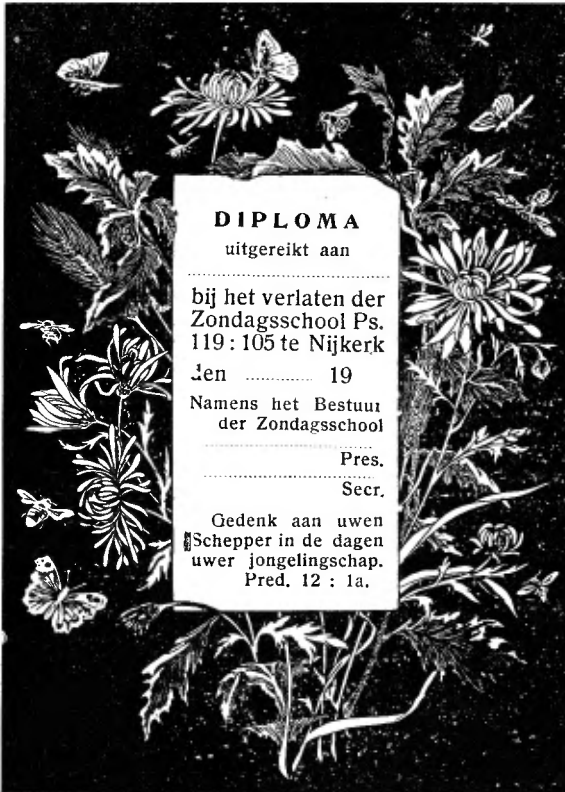 DIPLOMA
uitgereikt aan
bij het verlaten der
Zondagsschool Ps.
119 : 105 te Nijkerk
den ............ 19
Namens het Bestuur
der Zondagsschool
Pres.
Secr.
Gedenk aan uwen
Schepper in de dagen
uwer jongelingschap.
Pred. 12 : 1a.